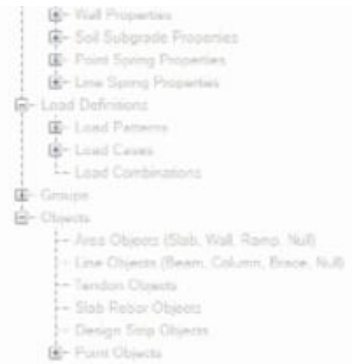 Wall Properties
Soil Subgrade Properties
Point Spring Properties
Line Spring Properties
Load Definitions
Load Patterns
Load Cases
Load Combinations
Groups
Objects
Area Objects (Slab, Wall, Ramp, Null)
Line Objects (Beam, Column, Brace, Null)
Tendon Objects
Slab Rebar Objects
Design Strip Objects
Point Objects